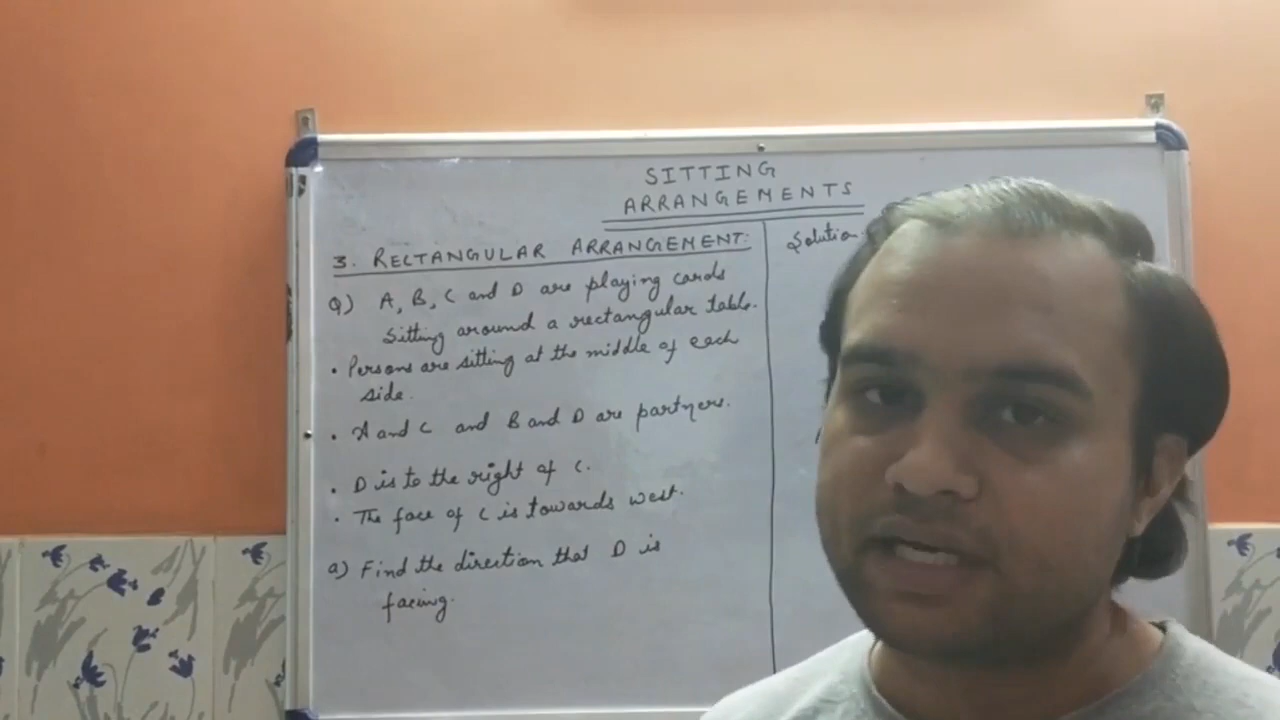 SITTING
ARRANGEMENTS
3. RECTANGULAR ARRANGEMENT:
Q) A, B, C and D are playing cards
Sitting around a rectangular table.
• Persons are sitting at the middle of each
side.
• A and C and B and D are partners.
• D is to the right of C.
• The face of C is towards west.
a) Find the direction that D is
facing.
Solution: